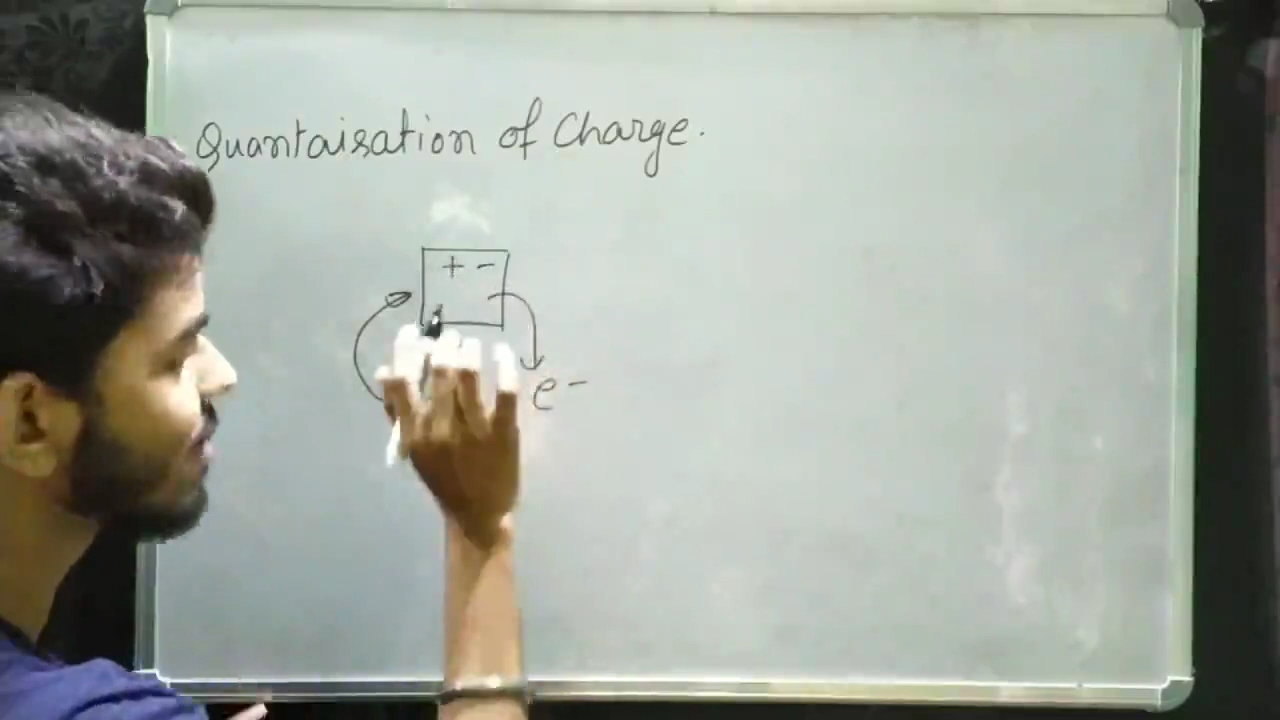 Quantaisation of Charge.
+ -
e-